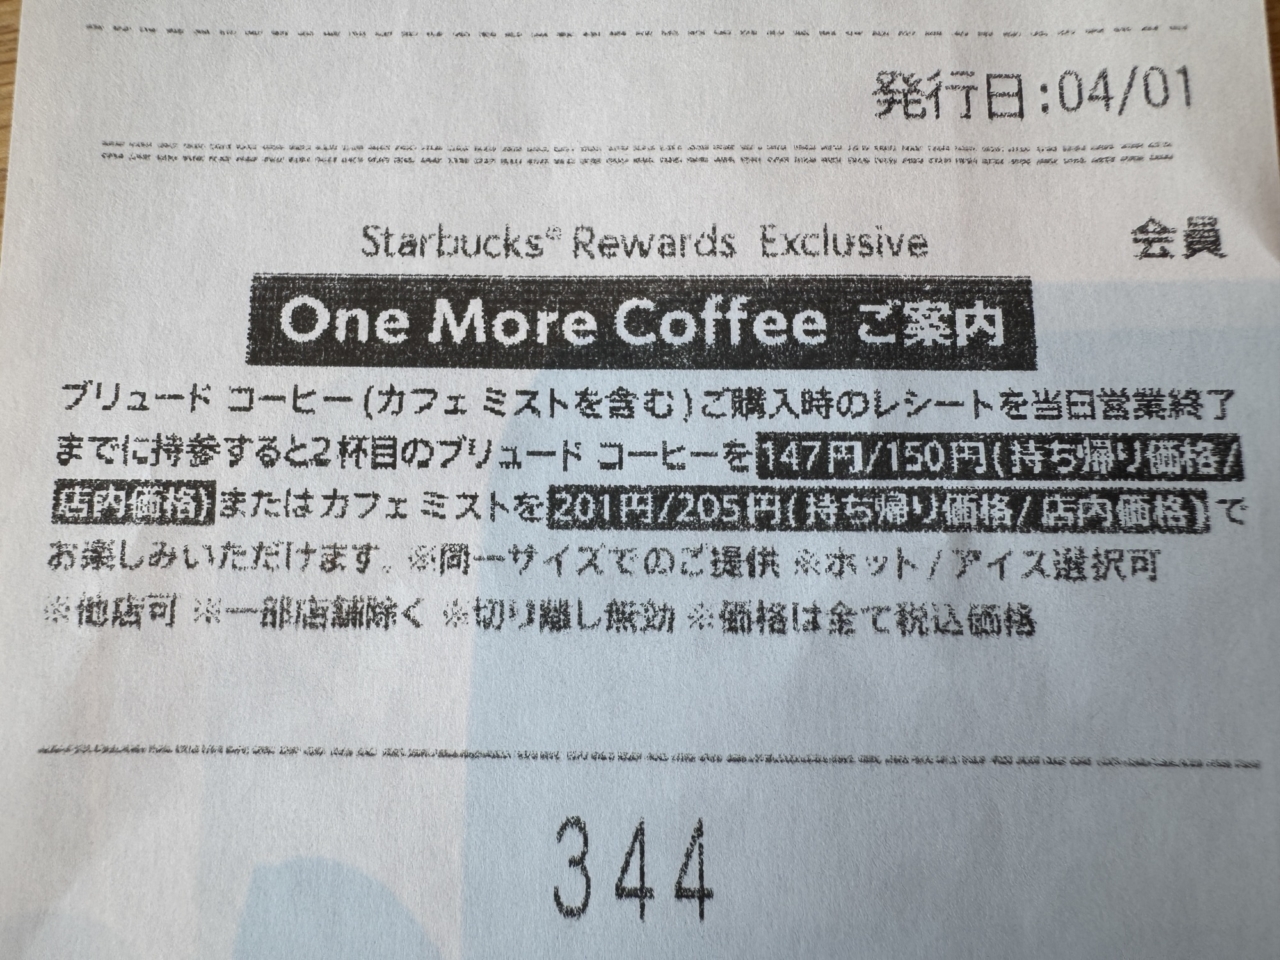 発行日:04/01
Starbucks® Rewards Exclusive 会員
One More Coffee ご案内
ブリュード コーヒー(カフェ ミストを含む)ご購入時のレシートを当日営業終了
までに持参すると2杯目のブリュード コーヒーを147円/150円(持ち帰り価格/
店内価格)またはカフェ ミストを201円/205円(持ち帰り価格/店内価格)で
お楽しみいただけます。※同一サイズでのご提供 ※ホット/アイス選択可
※他店可 ※一部店舗除く ※切り離し無効 ※価格は全て税込価格
344